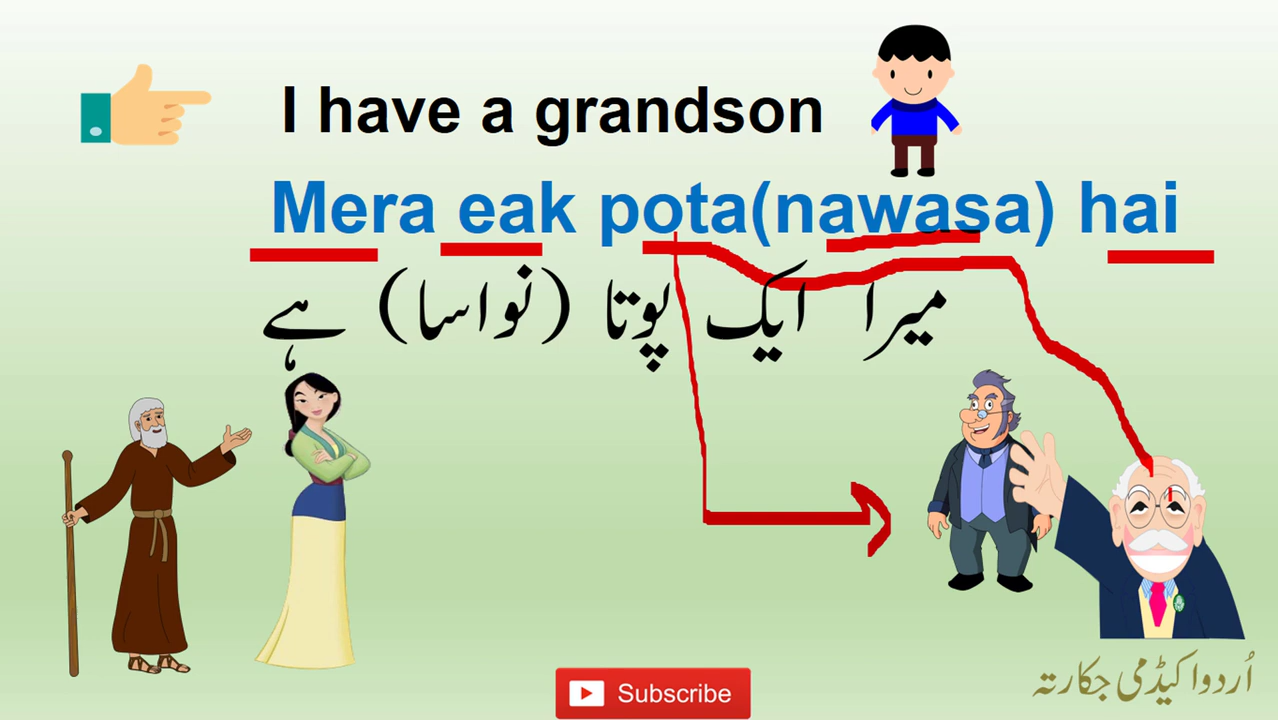 I have a grandson
Mera eak pota(nawasa) hai
میرا ایک پوتا (نواسا) ہے
Subscribe
اُردو اکیڈمی جکارتہ